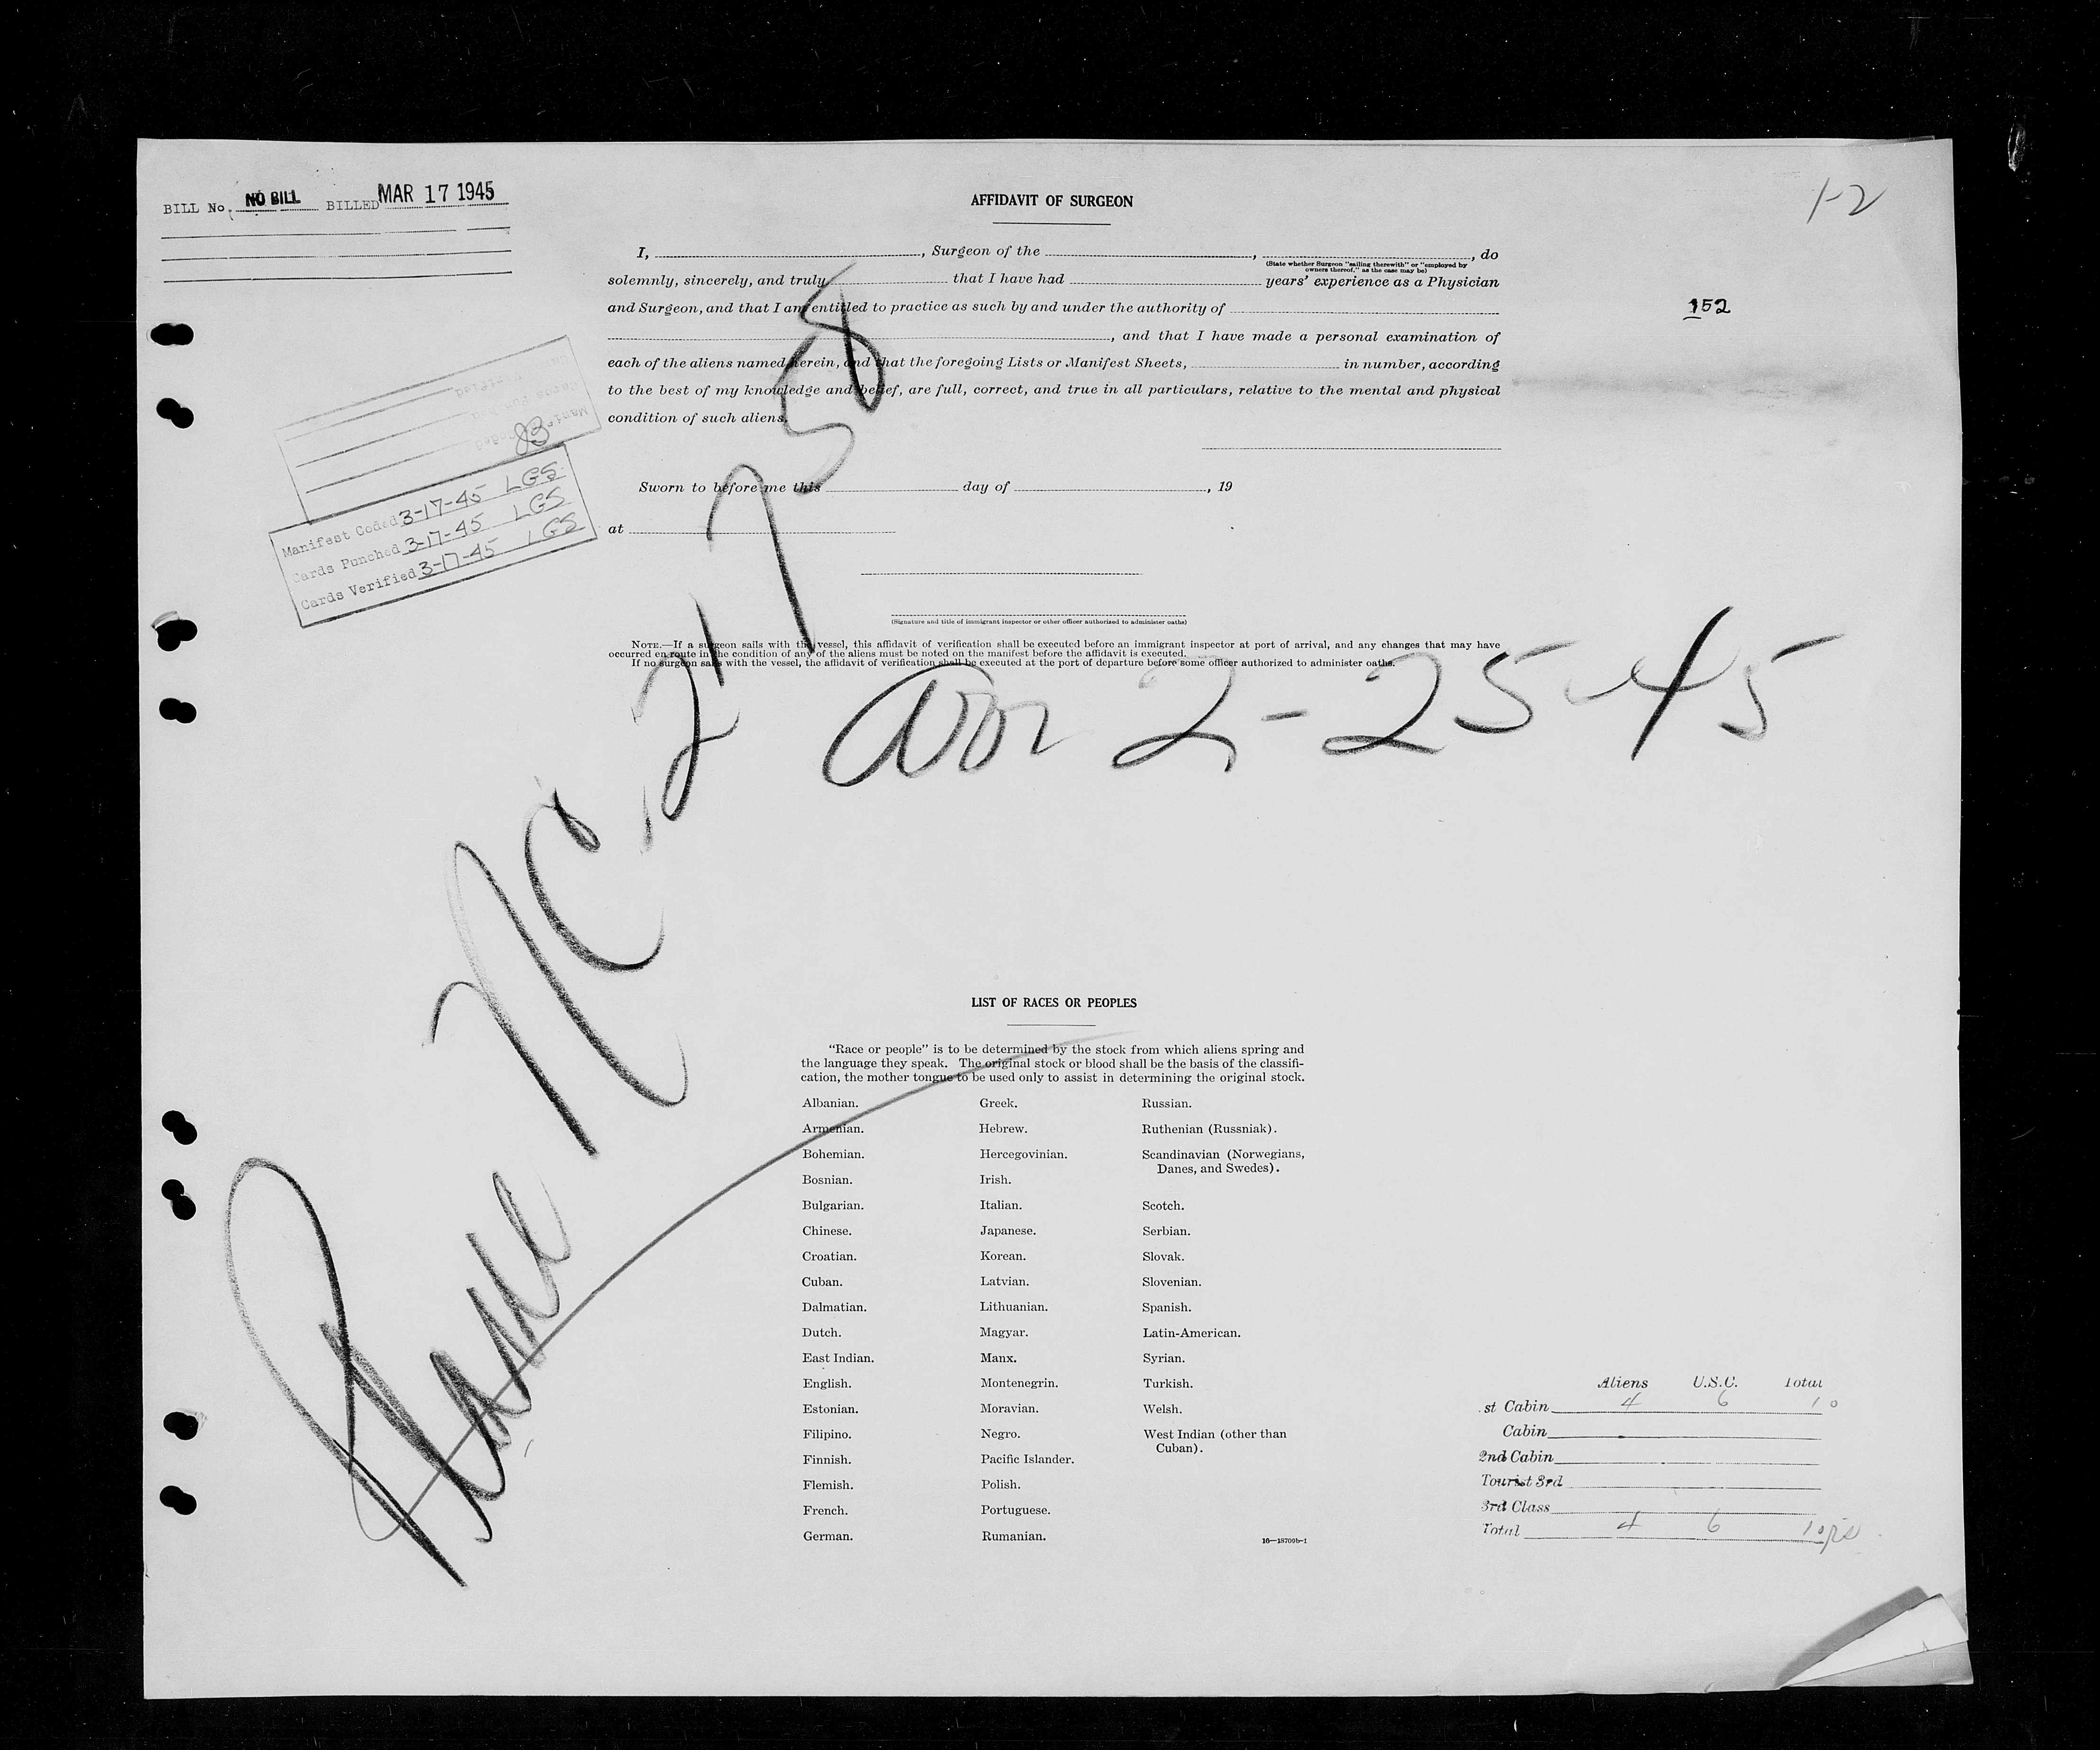 BILL No. NO BILL BILLED MAR 17 1945
1-2
152
AFFIDAVIT OF SURGEON
I, , Surgeon of the , , do
(State whether Surgeon "sailing therewith" or "employed by
owners thereof," as the case may be)
solemnly, sincerely, and truly that I have had years' experience as a Physician
and Surgeon, and that I am entitled to practice as such by and under the authority of
, and that I have made a personal examination of
each of the aliens named herein, and that the foregoing Lists or Manifest Sheets, in number, according
to the best of my knowledge and belief, are full, correct, and true in all particulars, relative to the mental and physical
condition of such aliens.
Sworn to before me this day of , 19
at
(Signature and title of immigrant inspector or other officer authorized to administer oaths)
NOTE.—If a surgeon sails with the vessel, this affidavit of verification shall be executed before an immigrant inspector at port of arrival, and any changes that may have
occurred en route in the condition of any of the aliens must be noted on the manifest before the affidavit is executed.
If no surgeon sails with the vessel, the affidavit of verification shall be executed at the port of departure before some officer authorized to administer oaths.
83
Manifest Coded 3-17-45 LGS
Cards Punched 3-17-45 LGS
Cards Verified 3-17-45 LGS
Plane NC 21758
arr 2-25-45
LIST OF RACES OR PEOPLES
"Race or people" is to be determined by the stock from which aliens spring and
the language they speak. The original stock or blood shall be the basis of the classifi-
cation, the mother tongue to be used only to assist in determining the original stock.
Albanian. Greek. Russian.
Armenian. Hebrew. Ruthenian (Russniak).
Bohemian. Hercegovinian. Scandinavian (Norwegians,
Danes, and Swedes).
Bosnian. Irish.
Bulgarian. Italian. Scotch.
Chinese. Japanese. Serbian.
Croatian. Korean. Slovak.
Cuban. Latvian. Slovenian.
Dalmatian. Lithuanian. Spanish.
Dutch. Magyar. Latin-American.
East Indian. Manx. Syrian.
English. Montenegrin. Turkish.
Estonian. Moravian. Welsh.
Filipino. Negro. West Indian (other than
Cuban).
Finnish. Pacific Islander.
Flemish. Polish.
French. Portuguese.
German. Rumanian.
16—18709b-1
Aliens U.S.C. Total
st Cabin 4 6 10
Cabin
2nd Cabin
Tourist 3rd
3rd Class
Total 4 6 10